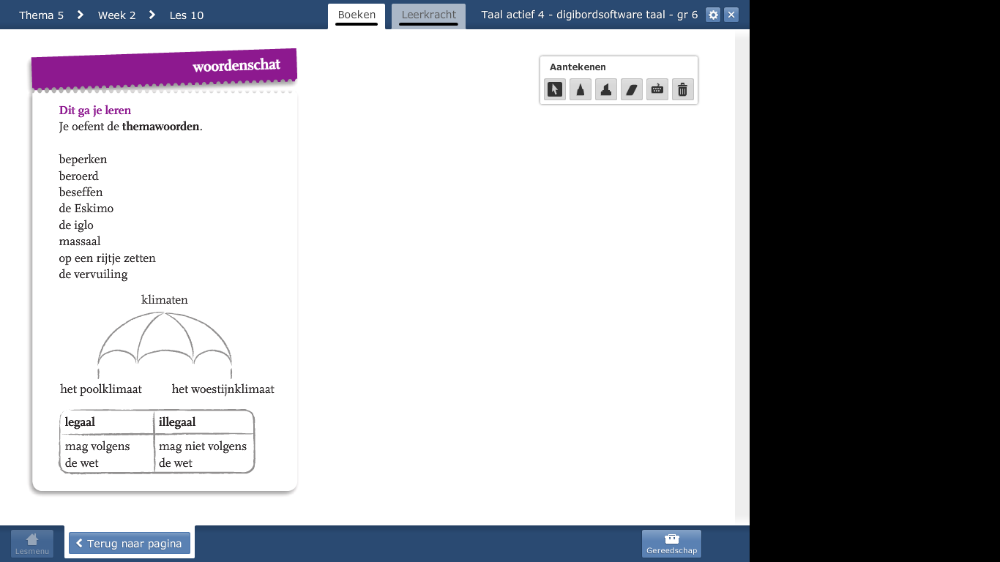 Thema 5 Week 2 Les 10 Boeken Leerkracht Taal actief 4 - digibordsoftware taal - gr 6
woordenschat
Aantekenen
Dit ga je leren
Je oefent de themawoorden.
beperken
beroerd
beseffen
de Eskimo
de iglo
massaal
op een rijtje zetten
de vervuiling
klimaten
het poolklimaat het woestijnklimaat
legaal illegaal
mag volgens mag niet volgens
de wet de wet
Lesmenu Terug naar pagina Gereedschap